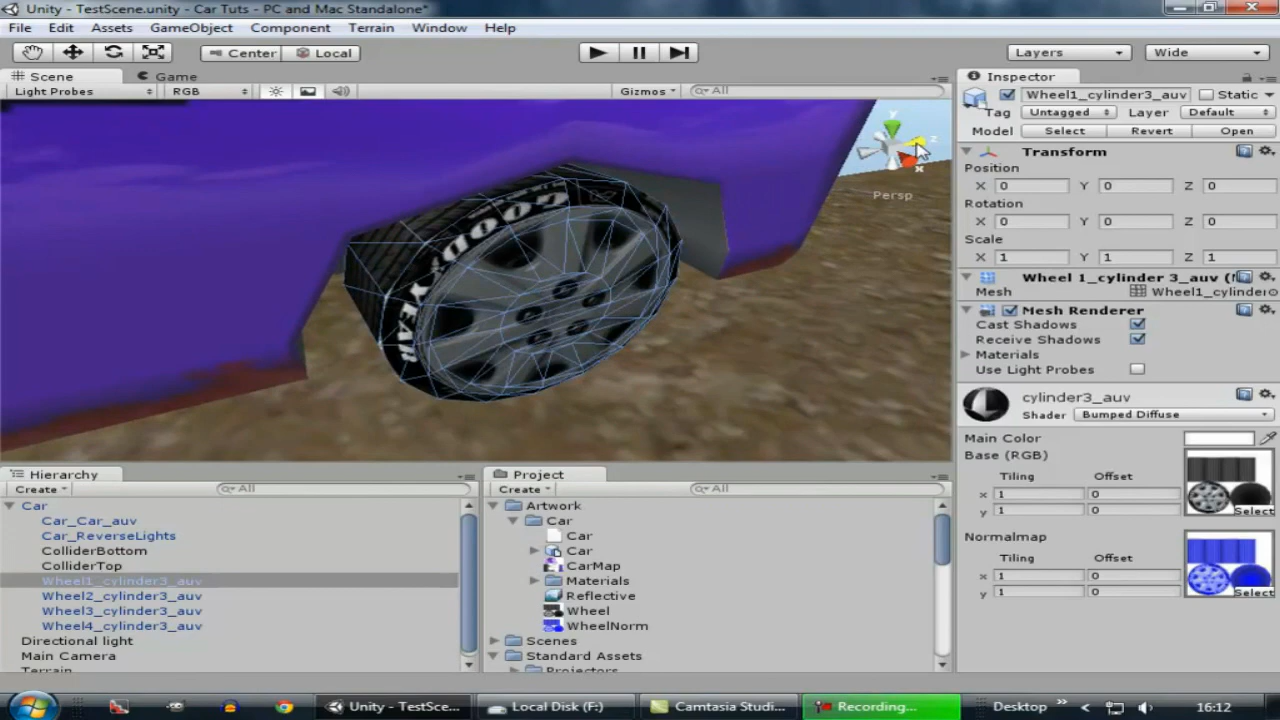 Unity - TestScene.unity - Car Tuts - PC and Mac Standalone*
File Edit Assets GameObject Component Terrain Window Help
Center Local Layers Wide
Scene Game Inspector
Light Probes RGB Gizmos All
Wheel1_cylinder3_auv Static
Tag Untagged Layer Default
Model Select Revert Open
Transform
Position
X 0 Y 0 Z 0
Rotation
X 0 Y 0 Z 0
Scale
X 1 Y 1 Z 1
Wheel 1_cylinder 3_auv (
Mesh Wheel1_cylinder
Mesh Renderer
Cast Shadows
Receive Shadows
Materials
Use Light Probes
cylinder3_auv
Shader Bumped Diffuse
Main Color
Base (RGB)
Tiling Offset
x 1 0
y 1 0
Select
Normalmap
Tiling Offset
x 1 0
y 1 0
Select
y
z
x
Persp
GOOD YEAR
Hierarchy
Create All
Car
Car_Car_auv
Car_ReverseLights
ColliderBottom
ColliderTop
Wheel1_cylinder3_auv
Wheel2_cylinder3_auv
Wheel3_cylinder3_auv
Wheel4_cylinder3_auv
Directional light
Main Camera
Terrain
Project
Create All
Artwork
Car
Car
Car
CarMap
Materials
Reflective
Wheel
WheelNorm
Scenes
Standard Assets
Projectors
Unity - TestSce... Local Disk (F:) Camtasia Studi... Recording... Desktop 16:12